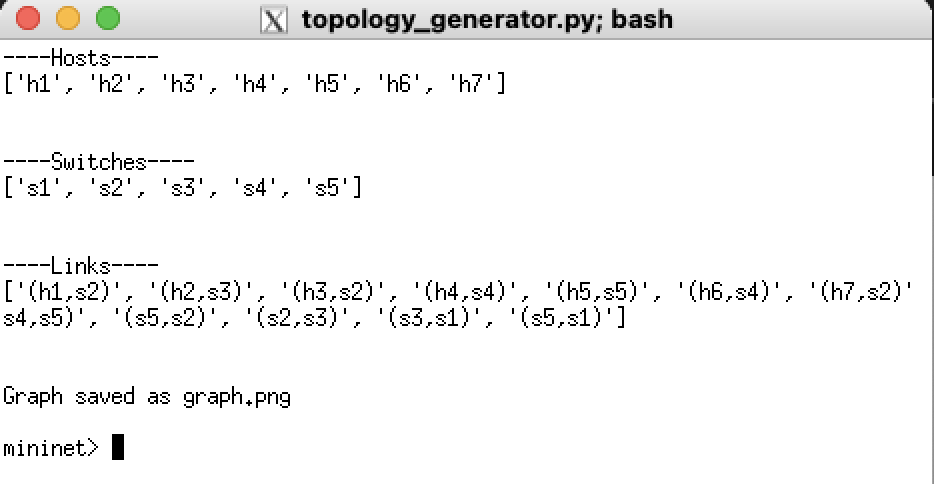 topology_generator.py; bash
----Hosts----
['h1', 'h2', 'h3', 'h4', 'h5', 'h6', 'h7']
----Switches----
['s1', 's2', 's3', 's4', 's5']
----Links----
['(h1,s2)', '(h2,s3)', '(h3,s2)', '(h4,s4)', '(h5,s5)', '(h6,s4)', '(h7,s2)'
s4,s5)', '(s5,s2)', '(s2,s3)', '(s3,s1)', '(s5,s1)']
Graph saved as graph.png
mininet>